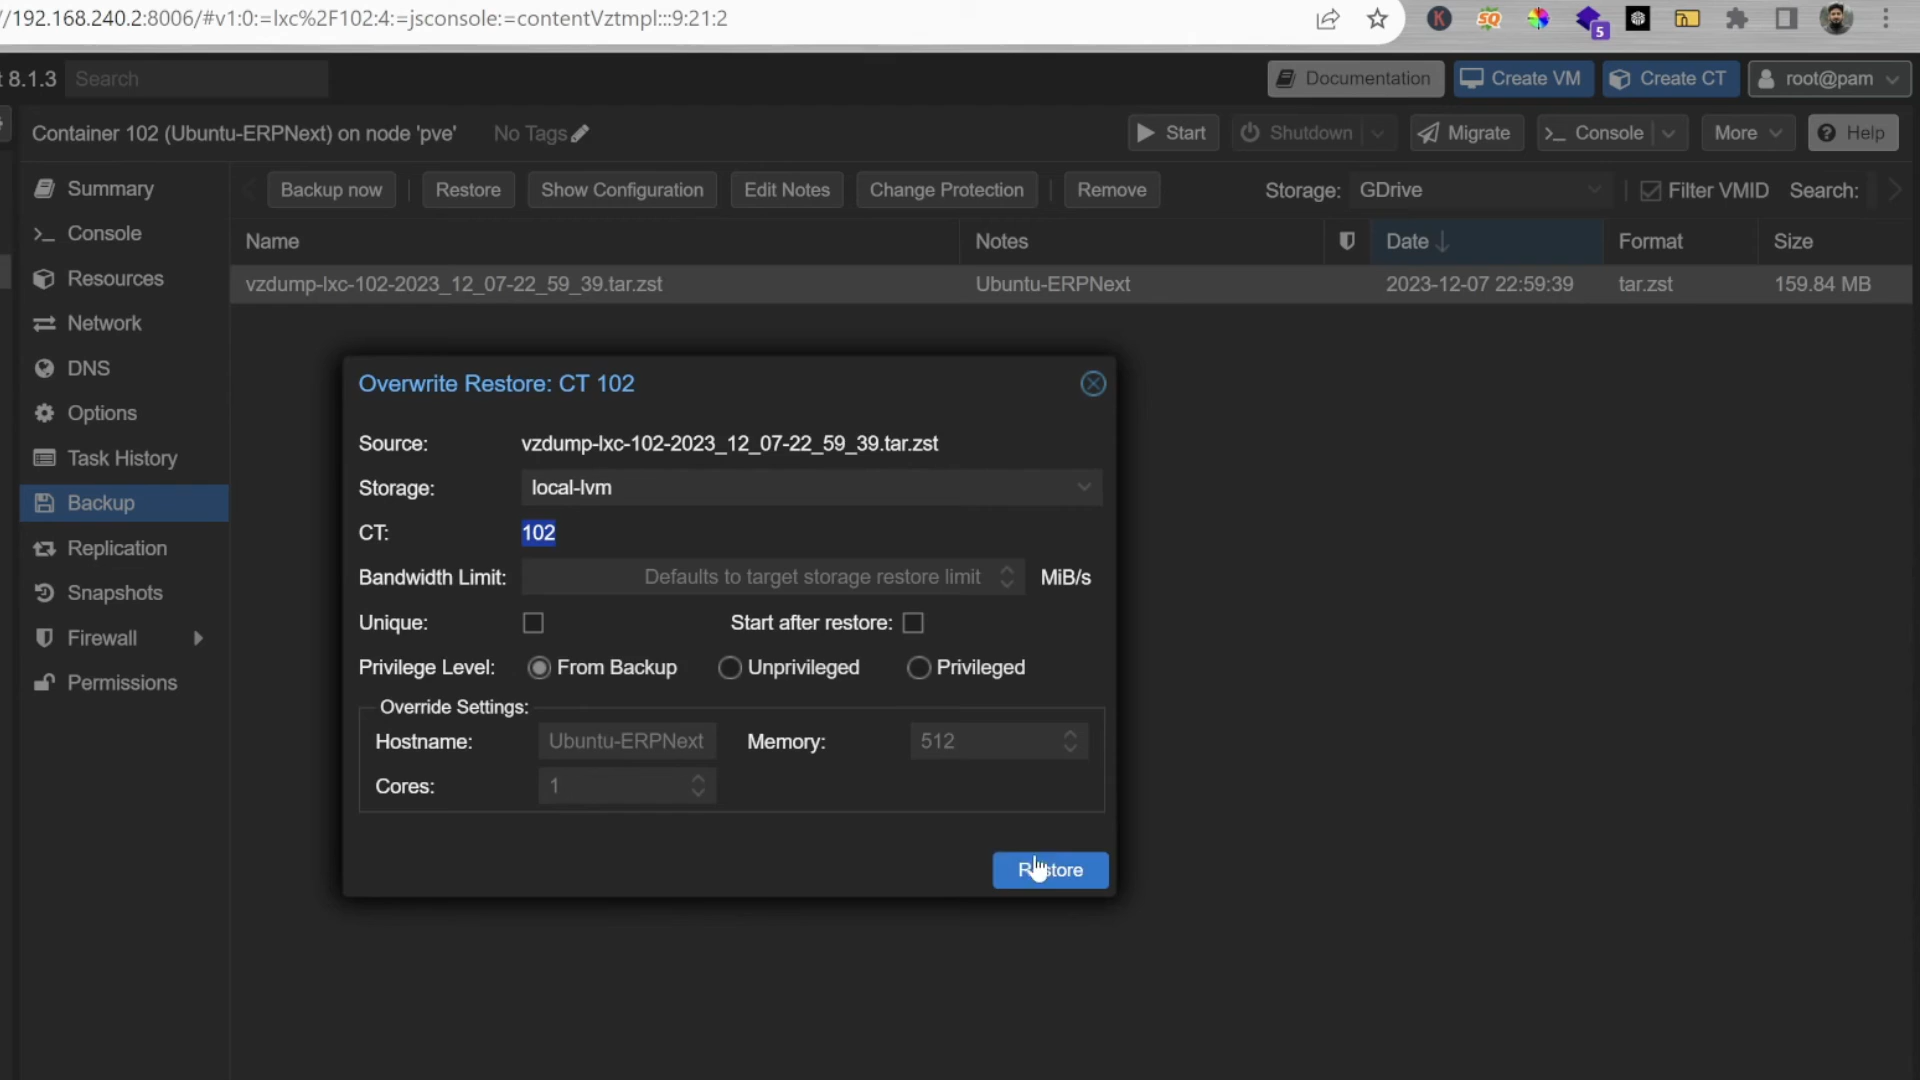 /192.168.240.2:8006/#v1:0:=lxc%2F102:4:=jsconsole:=contentVztmpl:::9:21:2
K
SQ
5
8.1.3
Search
Documentation
Create VM
Create CT
root@pam
Container 102 (Ubuntu-ERPNext) on node 'pve'
No Tags
Start
Shutdown
Migrate
Console
More
Help
Summary
Console
Resources
Network
DNS
Options
Task History
Backup
Replication
Snapshots
Firewall
Permissions
Backup now
Restore
Show Configuration
Edit Notes
Change Protection
Remove
Storage: GDrive
Filter VMID
Search:
Name
Notes
Date
Format
Size
vzdump-lxc-102-2023_12_07-22_59_39.tar.zst
Ubuntu-ERPNext
2023-12-07 22:59:39
tar.zst
159.84 MB
Overwrite Restore: CT 102
Source: vzdump-lxc-102-2023_12_07-22_59_39.tar.zst
Storage: local-lvm
CT: 102
Bandwidth Limit: Defaults to target storage restore limit MiB/s
Unique:
Start after restore:
Privilege Level: From Backup Unprivileged Privileged
Override Settings:
Hostname: Ubuntu-ERPNext
Memory: 512
Cores: 1
Restore